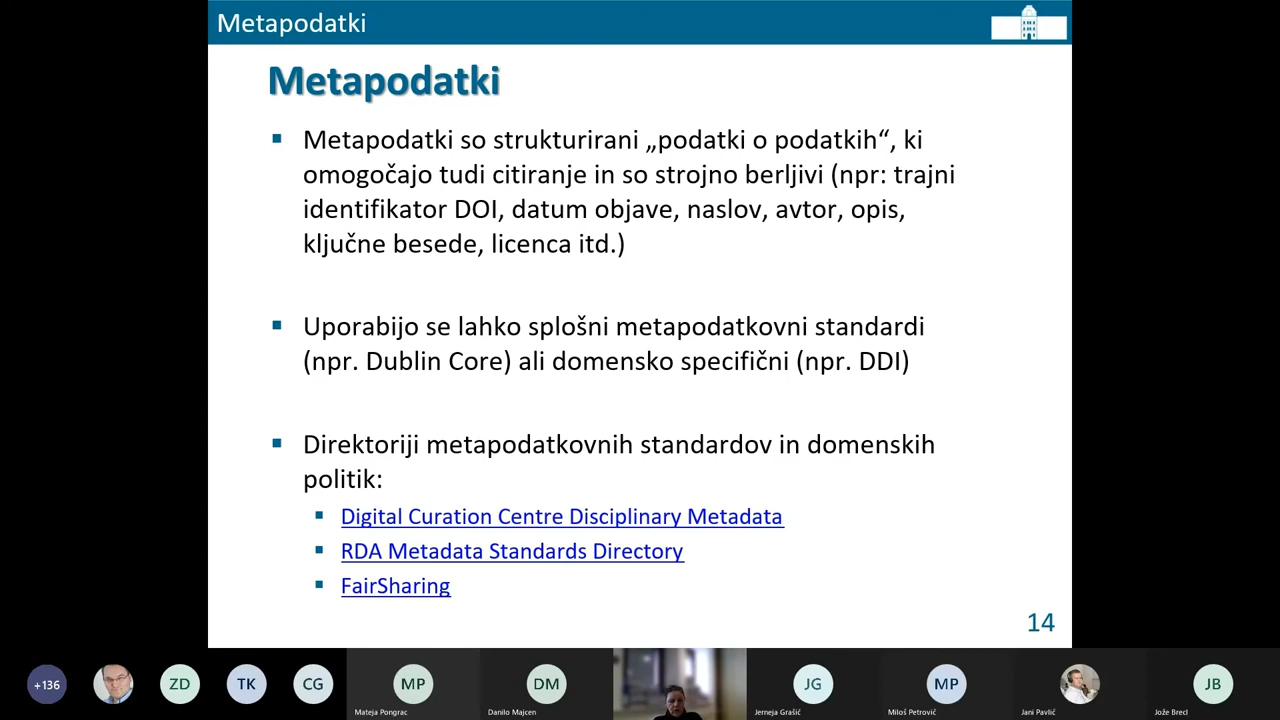 Metapodatki
Metapodatki
Metapodatki so strukturirani „podatki o podatkih“, ki
omogočajo tudi citiranje in so strojno berljivi (npr: trajni
identifikator DOI, datum objave, naslov, avtor, opis,
ključne besede, licenca itd.)
Uporabijo se lahko splošni metapodatkovni standardi
(npr. Dublin Core) ali domensko specifični (npr. DDI)
Direktoriji metapodatkovnih standardov in domenskih
politik:
Digital Curation Centre Disciplinary Metadata
RDA Metadata Standards Directory
FairSharing
14
+136
ZD
TK
CG
MP
DM
JG
MP
JB
Mateja Pongrac
Danilo Majcen
Jerneja Grašič
Miloš Petrović
Jani Pavlič
Jože Brecl